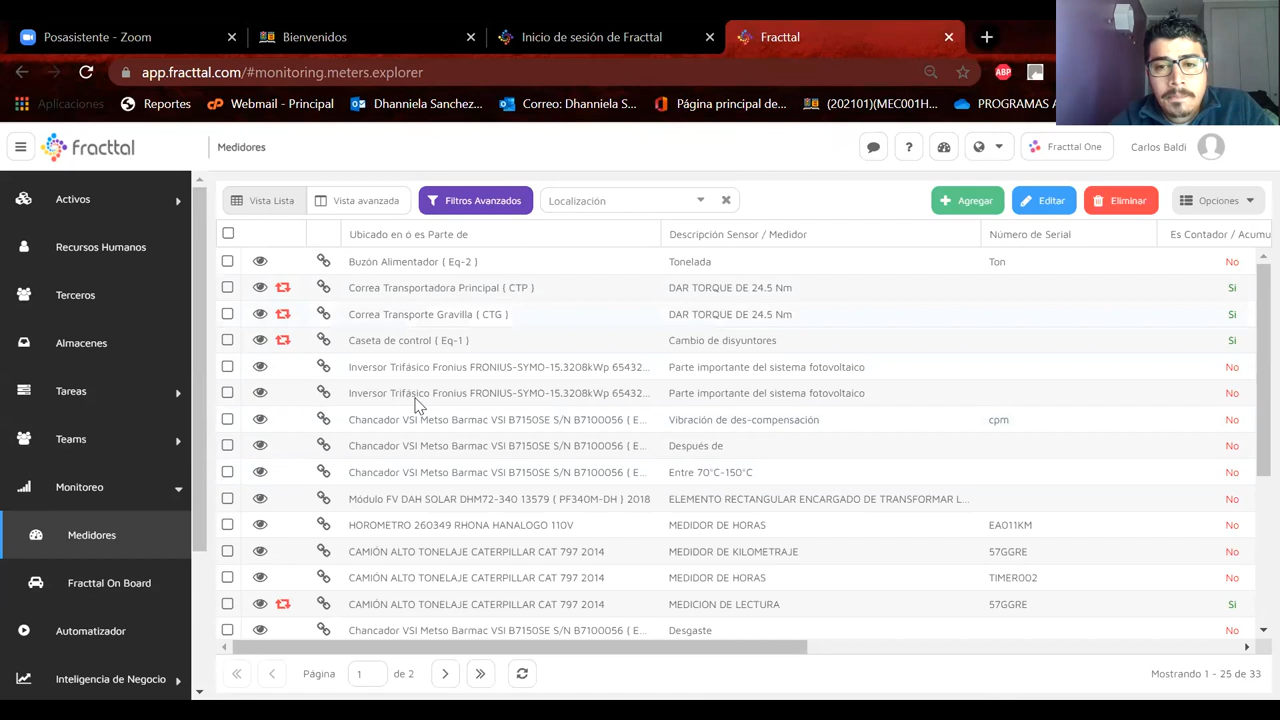 Posasistente - Zoom
Bienvenidos
Inicio de sesión de Fracttal
Fracttal
app.fracttal.com/#monitoring.meters.explorer
ABP
Aplicaciones
Reportes
Webmail - Principal
Dhanniela Sanchez...
Correo: Dhanniela S...
Página principal de...
(202101)(MEC001H...
PROGRAMAS A
fracttal
Medidores
?
Fracttal One
Carlos Baldi
Activos
Recursos Humanos
Terceros
Almacenes
Tareas
Teams
Monitoreo
Medidores
Fracttal On Board
Automatizador
Inteligencia de Negocio
Vista Lista
Vista avanzada
Filtros Avanzados
Localización
Agregar
Editar
Eliminar
Opciones
Ubicado en ó es Parte de Descripción Sensor / Medidor Número de Serial Es Contador / Acumu
Buzón Alimentador { Eq-2 } Tonelada Ton No
Correa Transportadora Principal { CTP } DAR TORQUE DE 24.5 Nm Si
Correa Transporte Gravilla { CTG } DAR TORQUE DE 24.5 Nm Si
Caseta de control { Eq-1 } Cambio de disyuntores Si
Inversor Trifásico Fronius FRONIUS-SYMO-15.3208kWp 65432... Parte importante del sistema fotovoltaico No
Inversor Trifásico Fronius FRONIUS-SYMO-15.3208kWp 65432... Parte importante del sistema fotovoltaico No
Chancador VSI Metso Barmac VSI B7150SE S/N B7100056 { E... Vibración de des-compensación cpm No
Chancador VSI Metso Barmac VSI B7150SE S/N B7100056 { E... Después de No
Chancador VSI Metso Barmac VSI B7150SE S/N B7100056 { E... Entre 70°C-150°C No
Módulo FV DAH SOLAR DHM72-340 13579 { PF340M-DH } 2018 ELEMENTO RECTANGULAR ENCARGADO DE TRANSFORMAR L... No
HOROMETRO 260349 RHONA HANALOGO 110V MEDIDOR DE HORAS EA011KM No
CAMIÓN ALTO TONELAJE CATERPILLAR CAT 797 2014 MEDIDOR DE KILOMETRAJE 57GGRE No
CAMIÓN ALTO TONELAJE CATERPILLAR CAT 797 2014 MEDIDOR DE HORAS TIMER002 No
CAMIÓN ALTO TONELAJE CATERPILLAR CAT 797 2014 MEDICION DE LECTURA 57GGRE Si
Chancador VSI Metso Barmac VSI B7150SE S/N B7100056 { E... Desgaste No
Página 1 de 2
Mostrando 1 - 25 de 33